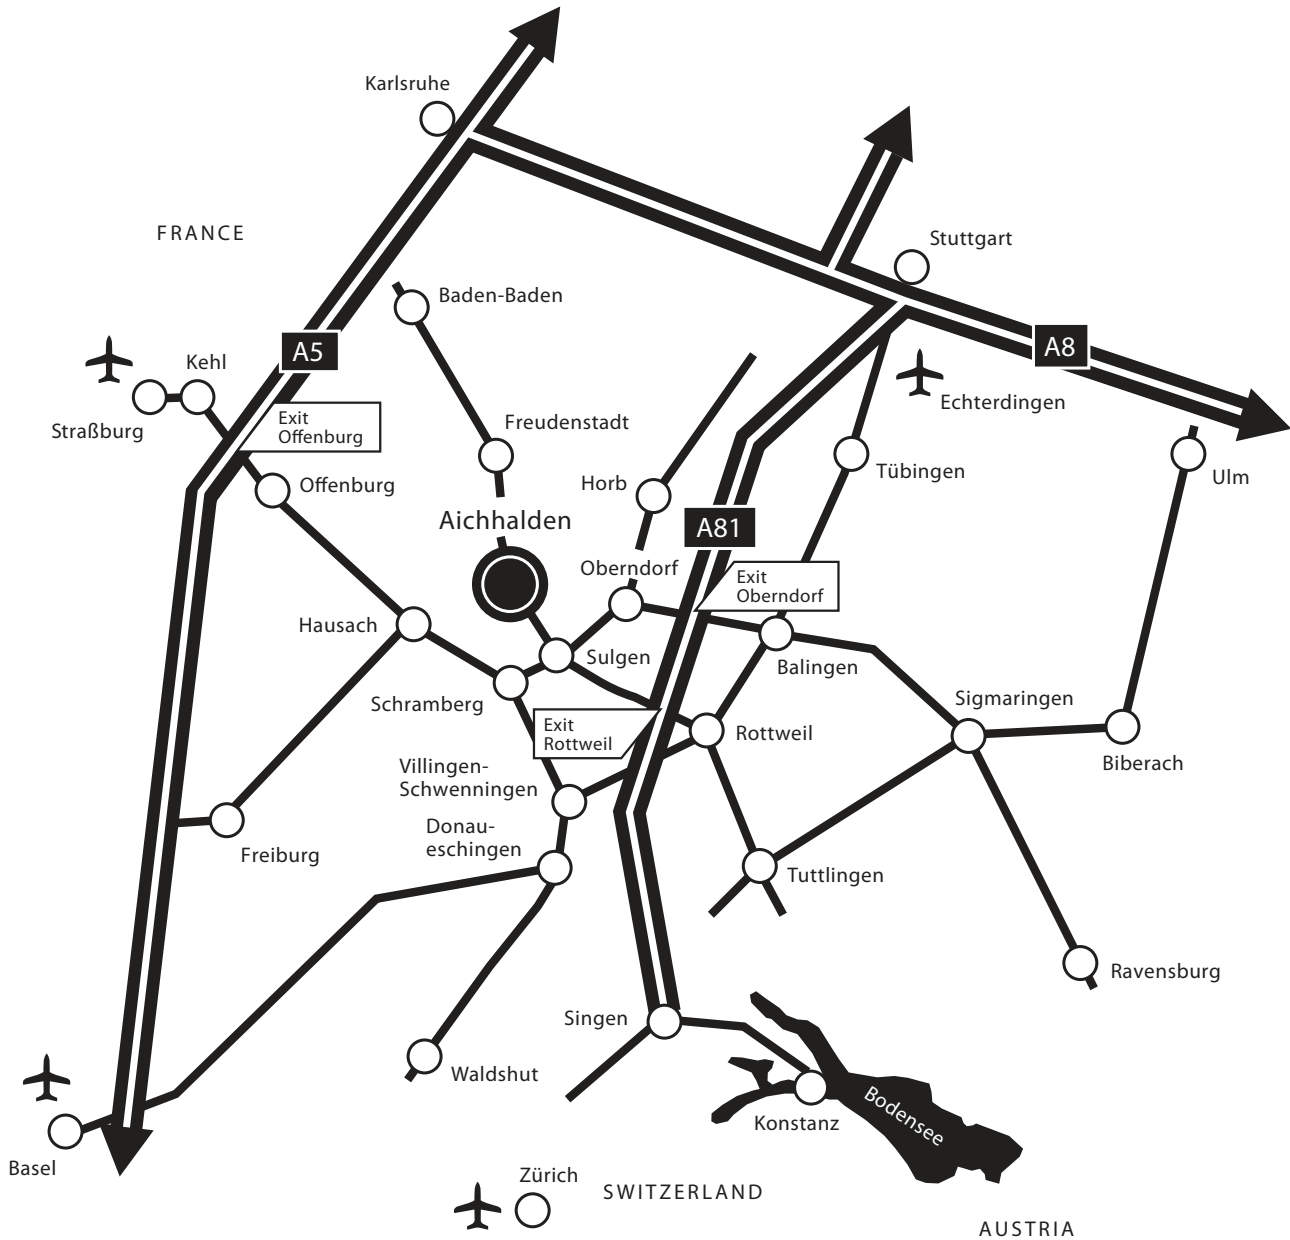 Karlsruhe
FRANCE
Stuttgart
Baden-Baden
A5
A8
Kehl
Echterdingen
Straßburg
Exit
Offenburg
Freudenstadt
Tübingen
Ulm
Offenburg
Horb
Aichhalden
A81
Oberndorf
Exit
Oberndorf
Hausach
Sulgen
Balingen
Schramberg
Sigmaringen
Exit
Rottweil
Rottweil
Biberach
Villingen-
Schwenningen
Donau-
eschingen
Freiburg
Tuttlingen
Ravensburg
Singen
Waldshut
Bodensee
Konstanz
Basel
Zürich
SWITZERLAND
AUSTRIA